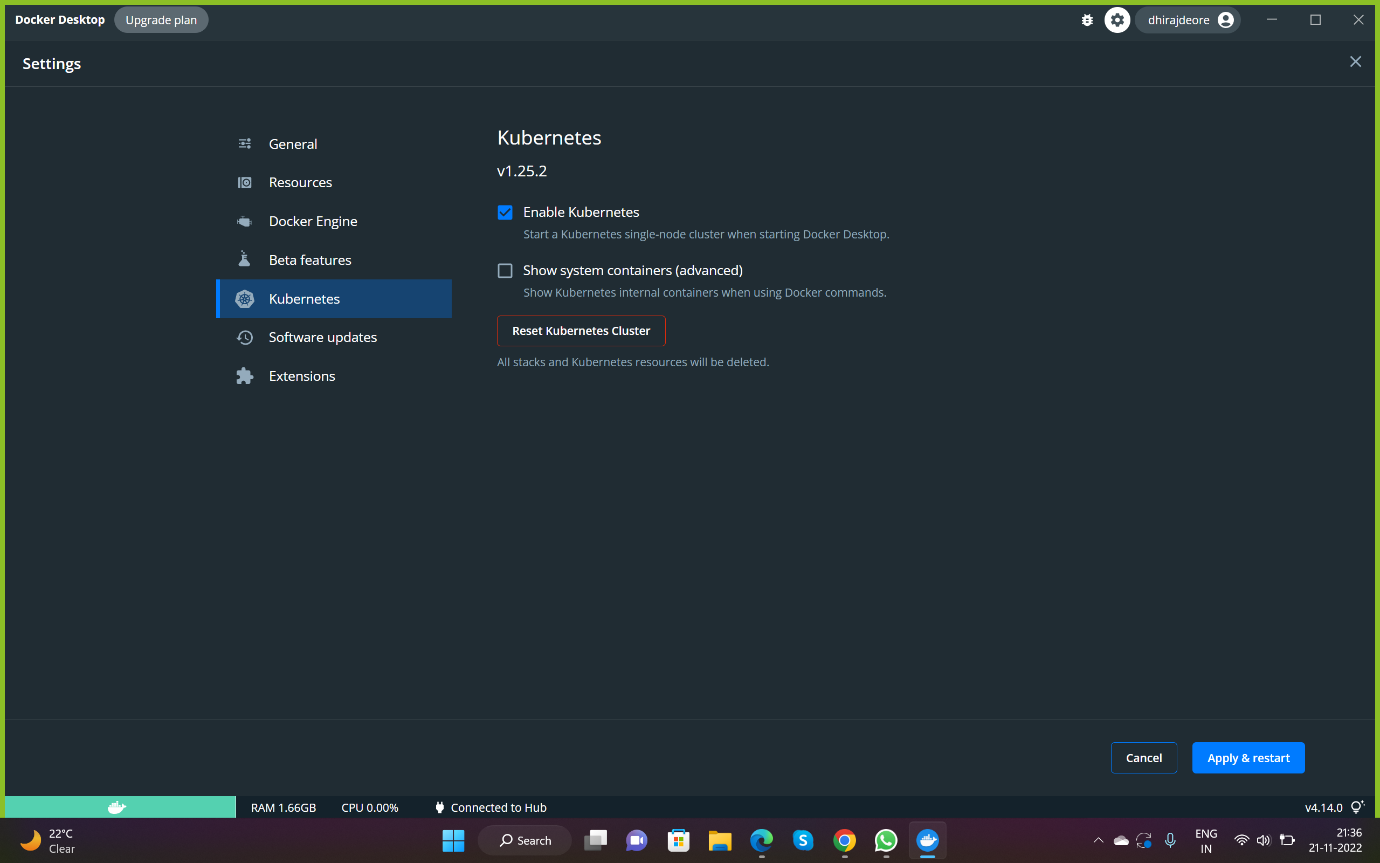 Docker Desktop
Upgrade plan
dhirajdeore
Settings
General
Resources
Docker Engine
Beta features
Kubernetes
Software updates
Extensions
Kubernetes
v1.25.2
Enable Kubernetes
Start a Kubernetes single-node cluster when starting Docker Desktop.
Show system containers (advanced)
Show Kubernetes internal containers when using Docker commands.
Reset Kubernetes Cluster
All stacks and Kubernetes resources will be deleted.
Cancel
Apply & restart
RAM 1.66GB
CPU 0.00%
Connected to Hub
v4.14.0
22°C
Clear
Search
ENG
IN
21:36
21-11-2022